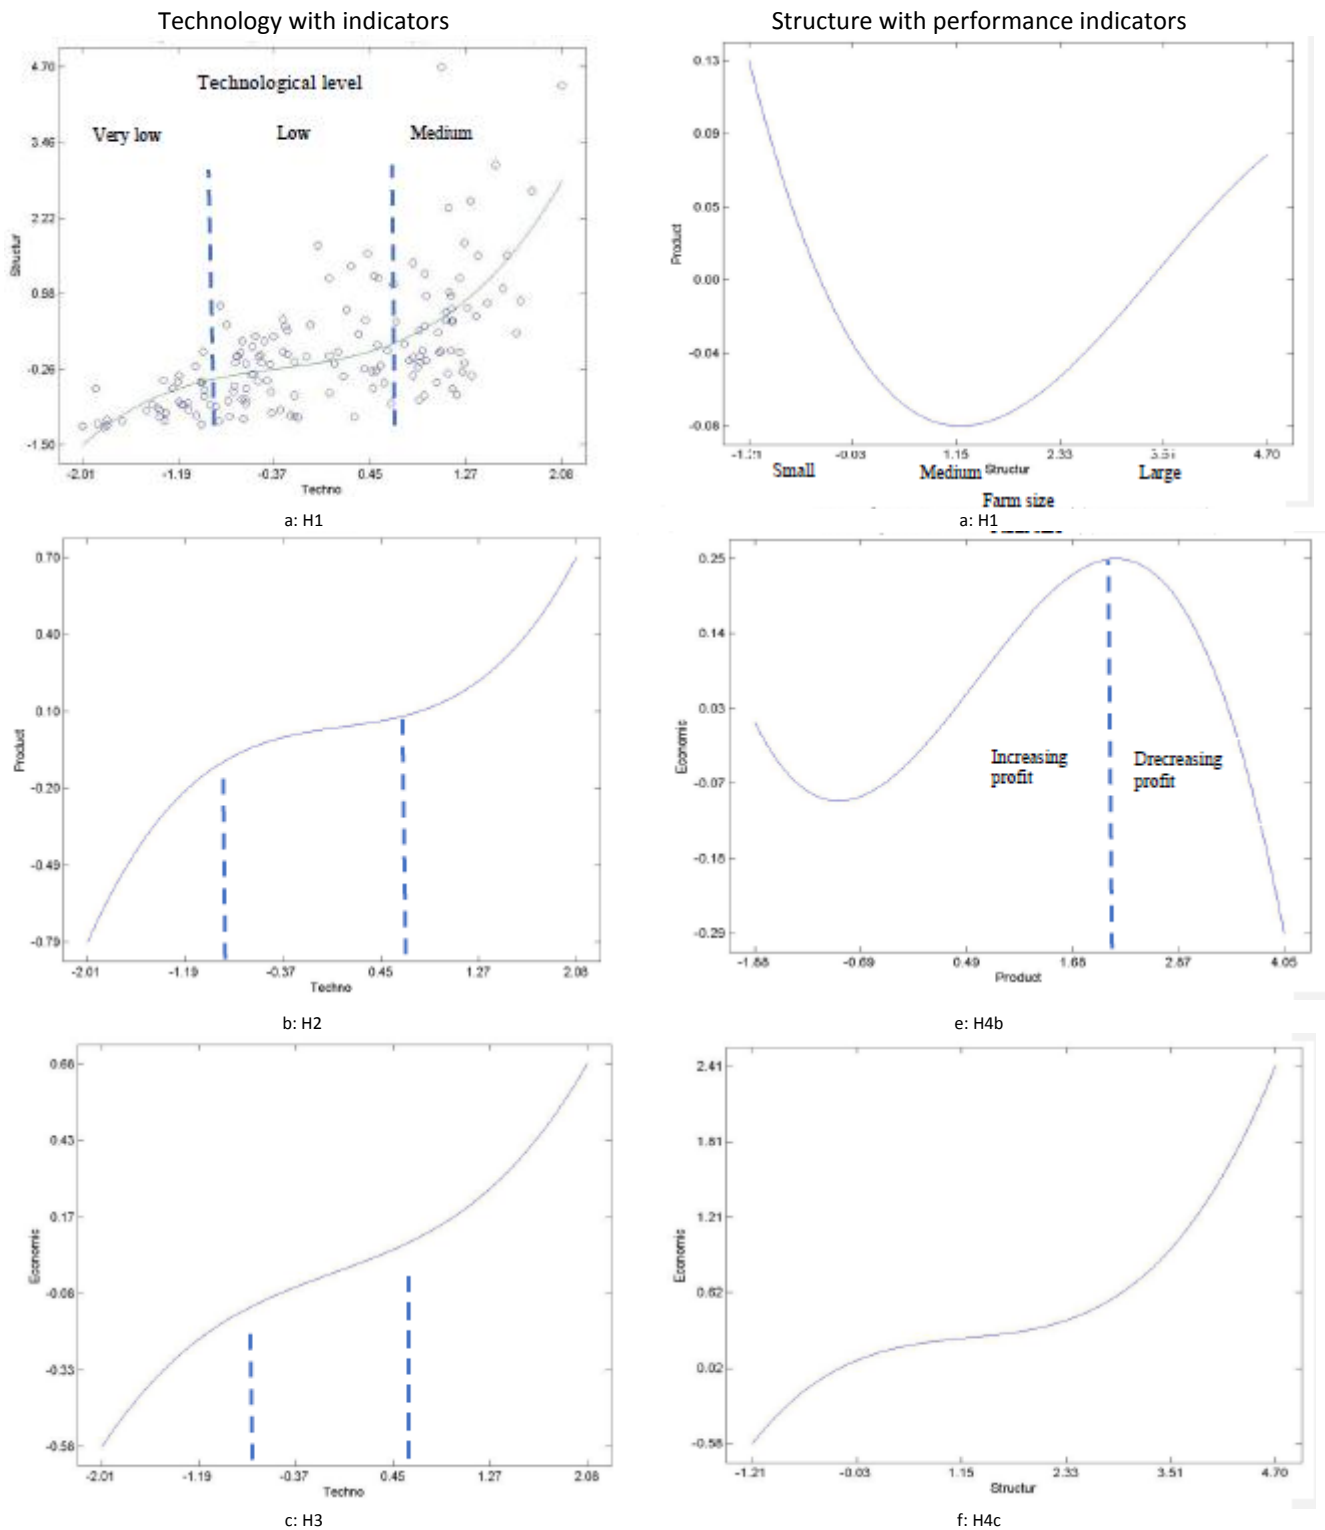 Technology with indicators
Structure with performance indicators
4.70
3.46
2.22
0.98
-0.26
-1.50
Structur
Technological level
Very low
Low
Medium
-2.01
-1.19
-0.37
0.45
1.27
2.08
Techno
a: H1
0.13
0.09
0.05
0.00
-0.04
-0.08
Product
-1.21
-0.03
1.15
2.33
3.51
4.70
Small
Medium
Structur
Large
Farm size
a: H1
0.70
0.40
0.10
-0.20
-0.49
-0.79
Product
-2.01
-1.19
-0.37
0.45
1.27
2.08
Techno
b: H2
0.25
0.14
0.03
-0.07
-0.18
-0.29
Economic
Increasing
profit
Drecreasing
profit
-1.88
-0.69
0.49
1.68
2.87
4.05
Product
e: H4b
0.68
0.43
0.17
-0.08
-0.33
-0.58
Economic
-2.01
-1.19
-0.37
0.45
1.27
2.08
Techno
c: H3
2.41
1.81
1.21
0.62
0.02
-0.58
Economic
-1.21
-0.03
1.15
2.33
3.51
4.70
Structur
f: H4c